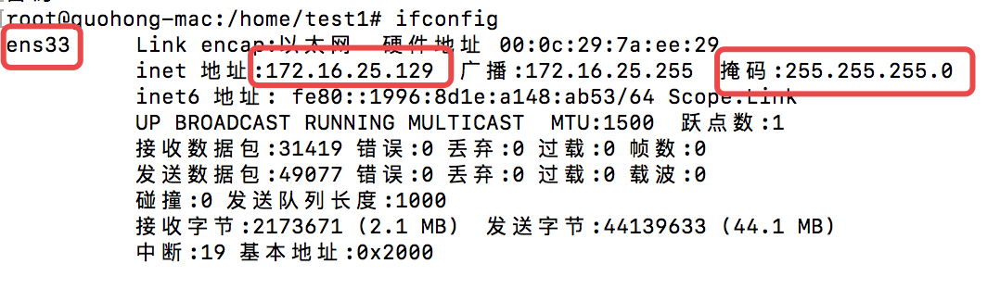 root@guohong-mac:/home/test1# ifconfig
ens33 Link encap:以太网 硬件地址 00:0c:29:7a:ee:29
inet 地址:172.16.25.129 广播:172.16.25.255 掩码:255.255.255.0
inet6 地址: fe80::1996:8d1e:a148:ab53/64 Scope:Link
UP BROADCAST RUNNING MULTICAST MTU:1500 跃点数:1
接收数据包:31419 错误:0 丢弃:0 过载:0 帧数:0
发送数据包:49077 错误:0 丢弃:0 过载:0 载波:0
碰撞:0 发送队列长度:1000
接收字节:2173671 (2.1 MB) 发送字节:44139633 (44.1 MB)
中断:19 基本地址:0x2000